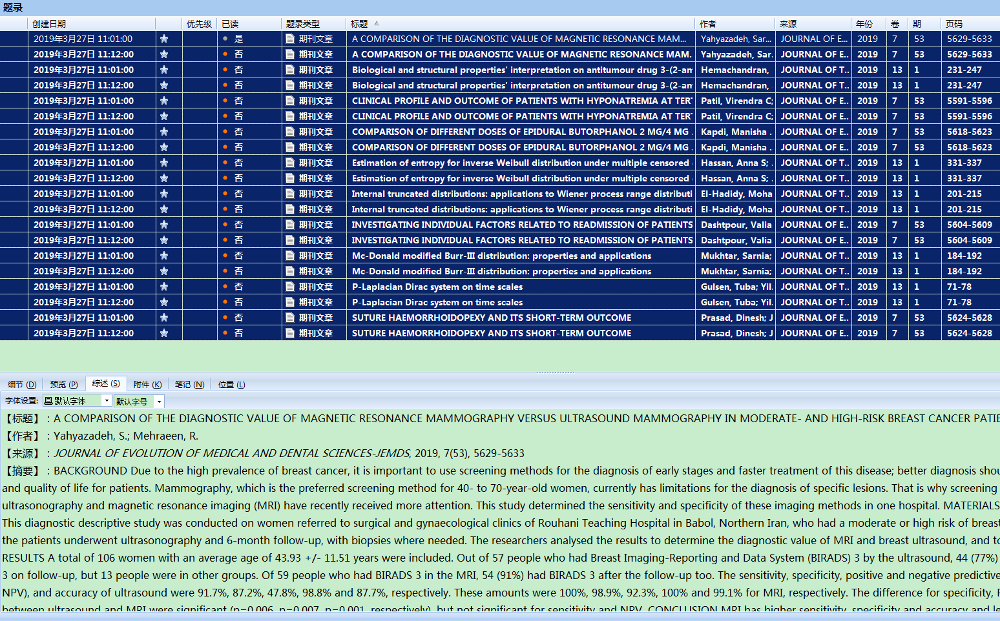 题录
创建日期 优先级 已读 题录类型 标题 作者 来源 年份 卷 期 页码
2019年3月27日 11:01:00 是 期刊文章 A COMPARISON OF THE DIAGNOSTIC VALUE OF MAGNETIC RESONANCE MAM... Yahyazadeh, Sar... JOURNAL OF E... 2019 7 53 5629-5633
2019年3月27日 11:12:00 否 期刊文章 A COMPARISON OF THE DIAGNOSTIC VALUE OF MAGNETIC RESONANCE MAM. Yahyazadeh, Sar. JOURNAL OF E.. 2019 7 53 5629-5633
2019年3月27日 11:01:00 否 期刊文章 Biological and structural properties' interpretation on antitumour drug 3-(2-am Hemachandran, JOURNAL OF T.. 2019 13 1 231-247
2019年3月27日 11:12:00 否 期刊文章 Biological and structural properties' interpretation on antitumour drug 3-(2-am Hemachandran, JOURNAL OF T.. 2019 13 1 231-247
2019年3月27日 11:01:00 否 期刊文章 CLINICAL PROFILE AND OUTCOME OF PATIENTS WITH HYPONATREMIA AT TERT Patil, Virendra C; JOURNAL OF E.. 2019 7 53 5591-5596
2019年3月27日 11:12:00 否 期刊文章 CLINICAL PROFILE AND OUTCOME OF PATIENTS WITH HYPONATREMIA AT TERT Patil, Virendra C; JOURNAL OF E.. 2019 7 53 5591-5596
2019年3月27日 11:01:00 否 期刊文章 COMPARISON OF DIFFERENT DOSES OF EPIDURAL BUTORPHANOL 2 MG/4 MG . Kapdi, Manisha . JOURNAL OF E.. 2019 7 53 5618-5623
2019年3月27日 11:12:00 否 期刊文章 COMPARISON OF DIFFERENT DOSES OF EPIDURAL BUTORPHANOL 2 MG/4 MG . Kapdi, Manisha . JOURNAL OF E.. 2019 7 53 5618-5623
2019年3月27日 11:01:00 否 期刊文章 Estimation of entropy for inverse Weibull distribution under multiple censored Hassan, Anna S; . JOURNAL OF T.. 2019 13 1 331-337
2019年3月27日 11:12:00 否 期刊文章 Estimation of entropy for inverse Weibull distribution under multiple censored Hassan, Anna S; . JOURNAL OF T.. 2019 13 1 331-337
2019年3月27日 11:01:00 否 期刊文章 Internal truncated distributions: applications to Wiener process range distributi El-Hadidy, Moha JOURNAL OF T.. 2019 13 1 201-215
2019年3月27日 11:12:00 否 期刊文章 Internal truncated distributions: applications to Wiener process range distributi El-Hadidy, Moha JOURNAL OF T.. 2019 13 1 201-215
2019年3月27日 11:01:00 否 期刊文章 INVESTIGATING INDIVIDUAL FACTORS RELATED TO READMISSION OF PATIENTS Dashtpour, Valia JOURNAL OF E.. 2019 7 53 5604-5609
2019年3月27日 11:12:00 否 期刊文章 INVESTIGATING INDIVIDUAL FACTORS RELATED TO READMISSION OF PATIENTS Dashtpour, Valia JOURNAL OF E.. 2019 7 53 5604-5609
2019年3月27日 11:01:00 否 期刊文章 Mc-Donald modified Burr-III distribution: properties and applications Mukhtar, Sarnia; JOURNAL OF T.. 2019 13 1 184-192
2019年3月27日 11:12:00 否 期刊文章 Mc-Donald modified Burr-III distribution: properties and applications Mukhtar, Sarnia; JOURNAL OF T.. 2019 13 1 184-192
2019年3月27日 11:01:00 否 期刊文章 P-Laplacian Dirac system on time scales Gulsen, Tuba; Yil. JOURNAL OF T.. 2019 13 1 71-78
2019年3月27日 11:12:00 否 期刊文章 P-Laplacian Dirac system on time scales Gulsen, Tuba; Yil. JOURNAL OF T.. 2019 13 1 71-78
2019年3月27日 11:01:00 否 期刊文章 SUTURE HAEMORRHOIDOPEXY AND ITS SHORT-TERM OUTCOME Prasad, Dinesh; J JOURNAL OF E.. 2019 7 53 5624-5628
2019年3月27日 11:12:00 否 期刊文章 SUTURE HAEMORRHOIDOPEXY AND ITS SHORT-TERM OUTCOME Prasad, Dinesh; J JOURNAL OF E.. 2019 7 53 5624-5628
细节 (D) 预览 (P) 综述 (S) 附件 (K) 笔记 (N) 位置 (L)
字体设置: 默认字体 默认字号
【标题】：A COMPARISON OF THE DIAGNOSTIC VALUE OF MAGNETIC RESONANCE MAMMOGRAPHY VERSUS ULTRASOUND MAMMOGRAPHY IN MODERATE- AND HIGH-RISK BREAST CANCER PATIE
【作者】：Yahyazadeh, S.; Mehraeen, R.
【来源】：JOURNAL OF EVOLUTION OF MEDICAL AND DENTAL SCIENCES-JEMDS, 2019, 7(53), 5629-5633
【摘要】：BACKGROUND Due to the high prevalence of breast cancer, it is important to use screening methods for the diagnosis of early stages and faster treatment of this disease; better diagnosis shou
and quality of life for patients. Mammography, which is the preferred screening method for 40- to 70-year-old women, currently has limitations for the diagnosis of specific lesions. That is why screening
ultrasonography and magnetic resonance imaging (MRI) have recently received more attention. This study determined the sensitivity and specificity of these imaging methods in one hospital. MATERIALS
This diagnostic descriptive study was conducted on women referred to surgical and gynaecological clinics of Rouhani Teaching Hospital in Babol, Northern Iran, who had a moderate or high risk of breast
the patients underwent ultrasonography and 6-month follow-up, with biopsies where needed. The researchers analysed the results to determine the diagnostic value of MRI and breast ultrasound, and to
RESULTS A total of 106 women with an average age of 43.93 +/- 11.51 years were included. Out of 57 people who had Breast Imaging-Reporting and Data System (BIRADS) 3 by the ultrasound, 44 (77%)
3 on follow-up, but 13 people were in other groups. Of 59 people who had BIRADS 3 in the MRI, 54 (91%) had BIRADS 3 after the follow-up too. The sensitivity, specificity, positive and negative predictive
NPV), and accuracy of ultrasound were 91.7%, 87.2%, 47.8%, 98.8% and 87.7%, respectively. These amounts were 100%, 98.9%, 92.3%, 100% and 99.1% for MRI, respectively. The difference for specificity, P
between ultrasound and MRI were significant (p=0.006, p=0.007, p=0.001, respectively), but not significant for sensitivity and NPV. CONCLUSION MRI has higher sensitivity, specificity and accuracy and le